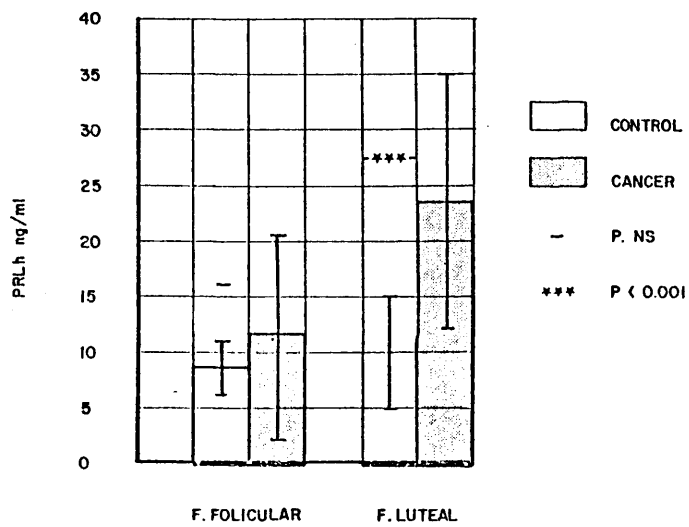 40
35
30
25
20
15
10
5
0
PRLh ng/ml
***
F. FOLICULAR
F. LUTEAL
CONTROL
CANCER
– P. NS
*** P < 0.001